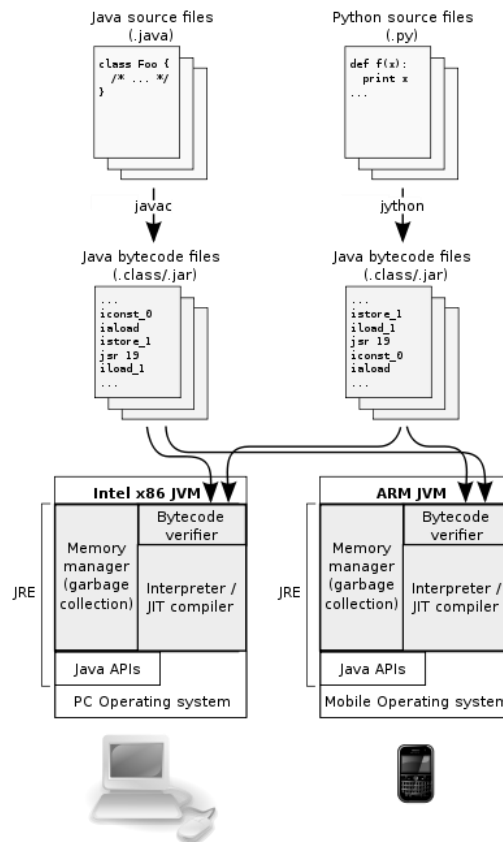 Java source files
(.java)
class Foo {
/* ... */
}
javac
Java bytecode files
(.class/.jar)
...
iconst_0
iaload
istore_1
jsr 19
iload_1
...
Python source files
(.py)
def f(x):
print x
...
jython
Java bytecode files
(.class/.jar)
...
istore_1
iload_1
jsr 19
iconst_0
iaload
...
Intel x86 JVM
Bytecode
verifier
Memory
manager
(garbage
collection)
Interpreter /
JIT compiler
JRE
Java APIs
PC Operating system
ARM JVM
Bytecode
verifier
Memory
manager
(garbage
collection)
Interpreter /
JIT compiler
JRE
Java APIs
Mobile Operating system